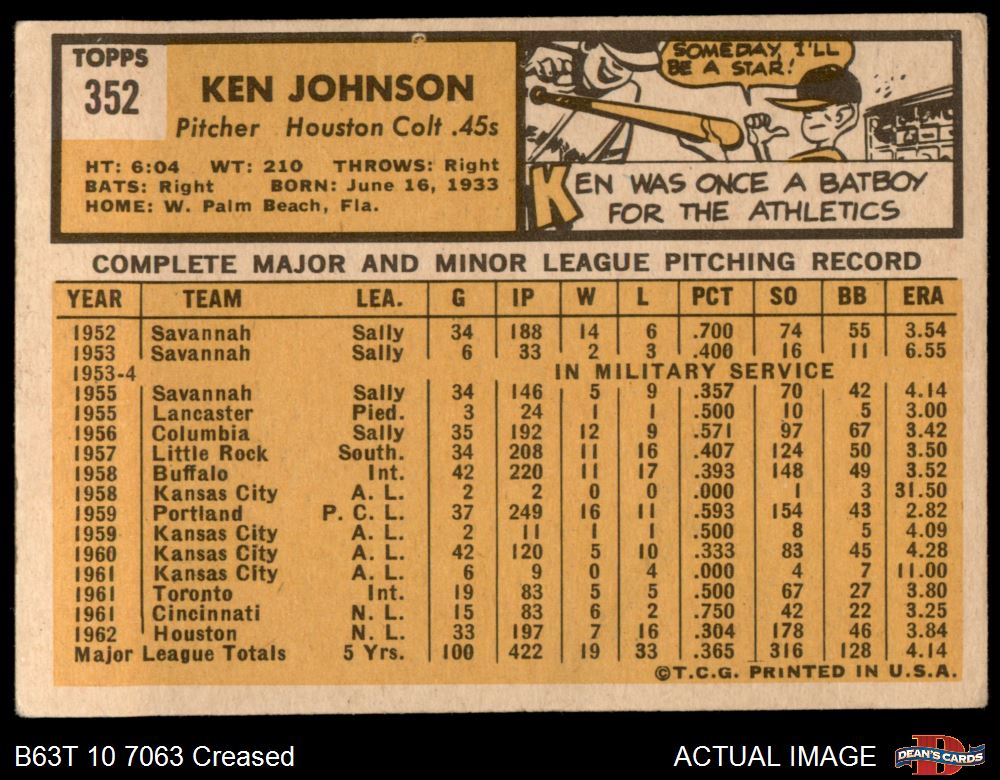 TOPPS
352
KEN JOHNSON
Pitcher Houston Colt .45s
HT: 6:04 WT: 210 THROWS: Right
BATS: Right BORN: June 16, 1933
HOME: W. Palm Beach, Fla.
SOMEDAY, I'LL
BE A STAR!
KEN WAS ONCE A BATBOY
FOR THE ATHLETICS
COMPLETE MAJOR AND MINOR LEAGUE PITCHING RECORD
YEAR TEAM LEA. G IP W L PCT SO BB ERA
1952 Savannah Sally 34 188 14 6 .700 74 55 3.54
1953 Savannah Sally 6 33 2 3 .400 16 11 6.55
1953-4 IN MILITARY SERVICE
1955 Savannah Sally 34 146 5 9 .357 70 42 4.14
1955 Lancaster Pied. 3 24 1 1 .500 10 5 3.00
1956 Columbia Sally 35 192 12 9 .571 97 67 3.42
1957 Little Rock South. 34 208 11 16 .407 124 50 3.50
1958 Buffalo Int. 42 220 11 17 .393 148 49 3.52
1958 Kansas City A. L. 2 2 0 0 .000 1 3 31.50
1959 Portland P. C. L. 37 249 16 11 .593 154 43 2.82
1959 Kansas City A. L. 2 11 1 1 .500 8 5 4.09
1960 Kansas City A. L. 42 120 5 10 .333 83 45 4.28
1961 Kansas City A. L. 6 9 0 4 .000 4 7 11.00
1961 Toronto Int. 19 83 5 5 .500 67 27 3.80
1961 Cincinnati N. L. 15 83 6 2 .750 42 22 3.25
1962 Houston N. L. 33 197 7 16 .304 178 46 3.84
Major League Totals 5 Yrs. 100 422 19 33 .365 316 128 4.14
©T.C.G. PRINTED IN U.S.A.
B63T 10 7063 Creased ACTUAL IMAGE DEAN'S CARDS